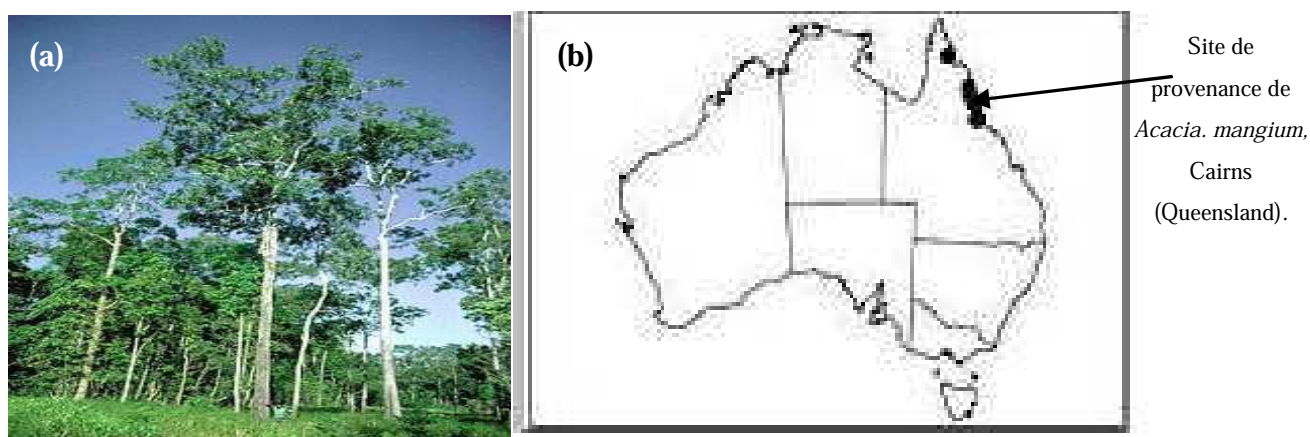 (a)
(b)
Site de
provenance de
Acacia. mangium,
Cairns
(Queensland).